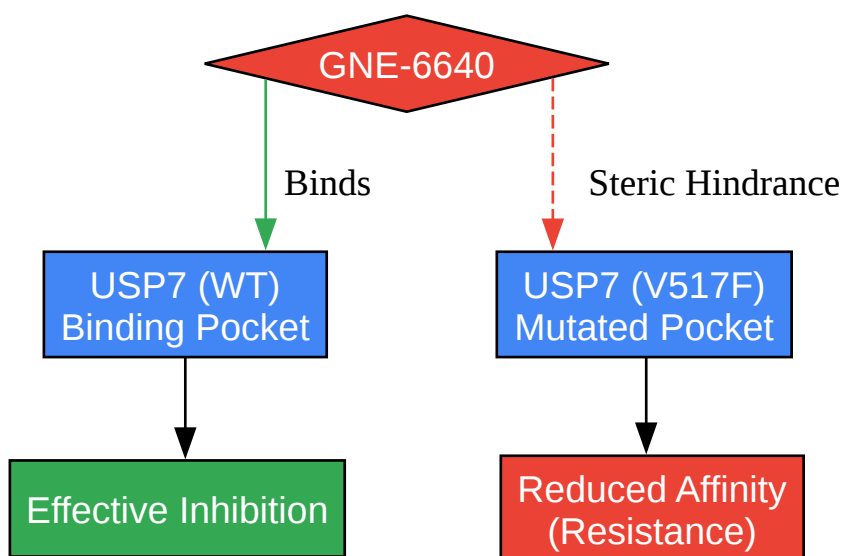 GNE-6640
Binds
Steric Hindrance
USP7 (WT)
Binding Pocket
USP7 (V517F)
Mutated Pocket
Effective Inhibition
Reduced Affinity
(Resistance)